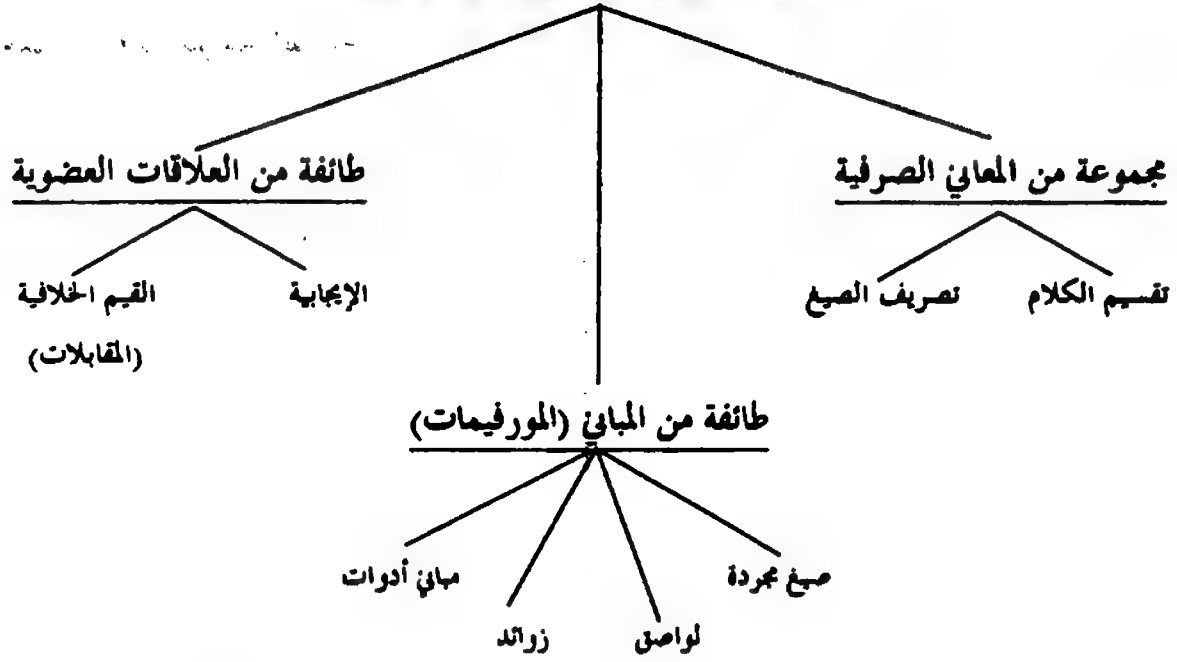 مجموعة من المعاني الصرفية
طائفة من العلاقات العضوية
تقسيم الكلام
تصريف الصيغ
الإيجابية
القيم الخلافية
(المقابلات)
طائفة من المباني (المورفيمات)
صيغ مجردة
لواصق
زوائد
مباني أدوات